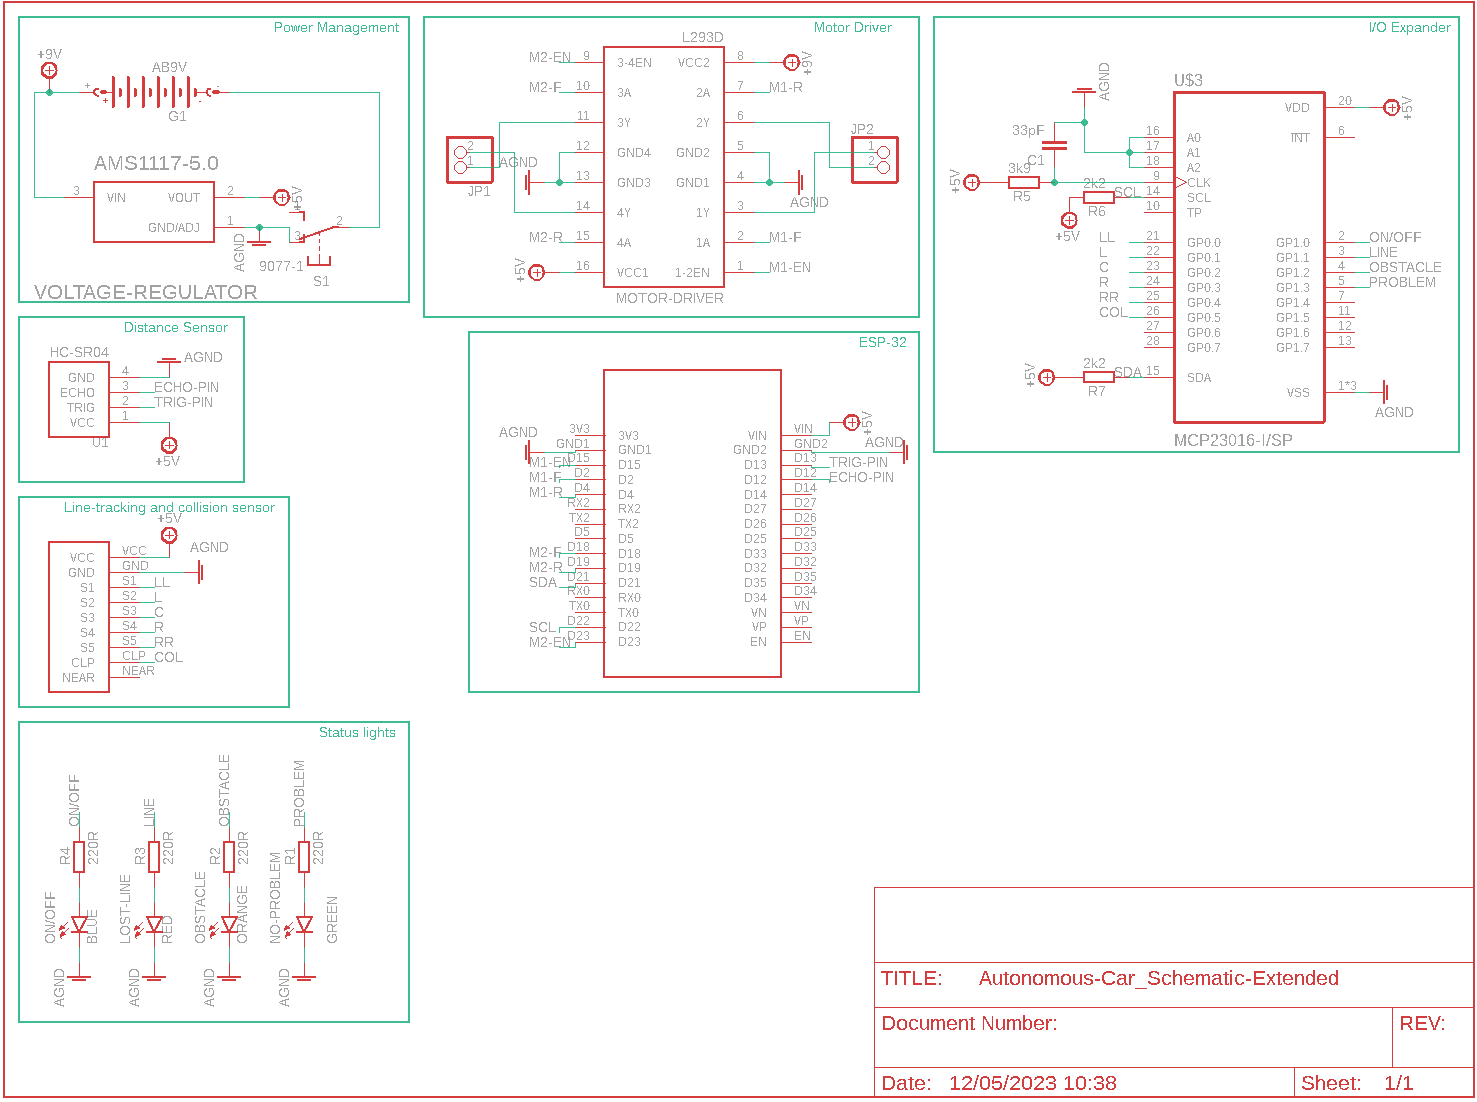 Power Management
+9V
AB9V
G1
AMS1117-5.0
3
VIN
VOUT
2
+5V
GND/ADJ
1
AGND
3
2
9077-1
S1
VOLTAGE-REGULATOR
Motor Driver
L293D
M2-EN 9 3-4EN VCC2 8 +9V
M2-F 10 3A 2A 7 M1-R
11 3Y 2Y 6
JP2
2 12 GND4 GND2 5 1
1 AGND 13 GND3 GND1 4 2
JP1 AGND
14 4Y 1Y 3
M2-R 15 4A 1A 2 M1-F
+5V 16 VCC1 1-2EN 1 M1-EN
MOTOR-DRIVER
I/O Expander
AGND
U$3
VDD 20 +5V
33pF
C1
16 A0 INT 6
17 A1
18 A2
+5V 3k9 R5 9 CLK
2k2 R6 SCL 14 SCL
+5V
10 TP
LL 21 GP0.0 GP1.0 2 ON/OFF
L 22 GP0.1 GP1.1 3 LINE
C 23 GP0.2 GP1.2 4 OBSTACLE
R 24 GP0.3 GP1.3 5 PROBLEM
RR 25 GP0.4 GP1.4 7
COL 26 GP0.5 GP1.5 11
27 GP0.6 GP1.6 12
28 GP0.7 GP1.7 13
+5V 2k2 R7 SDA 15 SDA
VSS 1*3 AGND
MCP23016-I/SP
Distance Sensor
HC-SR04
GND 4 AGND
ECHO 3 ECHO-PIN
TRIG 2 TRIG-PIN
VCC 1
U1
+5V
ESP-32
3V3 3V3 VIN VIN +5V
AGND GND1 GND1 GND2 GND2 AGND
M1-EN D15 D15 D13 D13 TRIG-PIN
M1-F D2 D2 D12 D12 ECHO-PIN
M1-R D4 D4 D14 D14
RX2 RX2 D27 D27
TX2 TX2 D26 D26
D5 D5 D25 D25
M2-F D18 D18 D33 D33
M2-R D19 D19 D32 D32
SDA D21 D21 D35 D35
RX0 RX0 D34 D34
TX0 TX0 VN VN
SCL D22 D22 VP VP
M2-EN D23 D23 EN EN
Line-tracking and collision sensor
+5V
VCC VCC
GND GND AGND
S1 S1 LL
S2 S2 L
S3 S3 C
S4 S4 R
S5 S5 RR
CLP CLP COL
NEAR NEAR
Status lights
ON/OFF LINE OBSTACLE PROBLEM
R4 220R R3 220R R2 220R R1 220R
ON/OFF BLUE LOST-LINE RED OBSTACLE ORANGE NO-PROBLEM GREEN
AGND AGND AGND AGND
TITLE: Autonomous-Car_Schematic-Extended
Document Number: REV:
Date: 12/05/2023 10:38 Sheet: 1/1